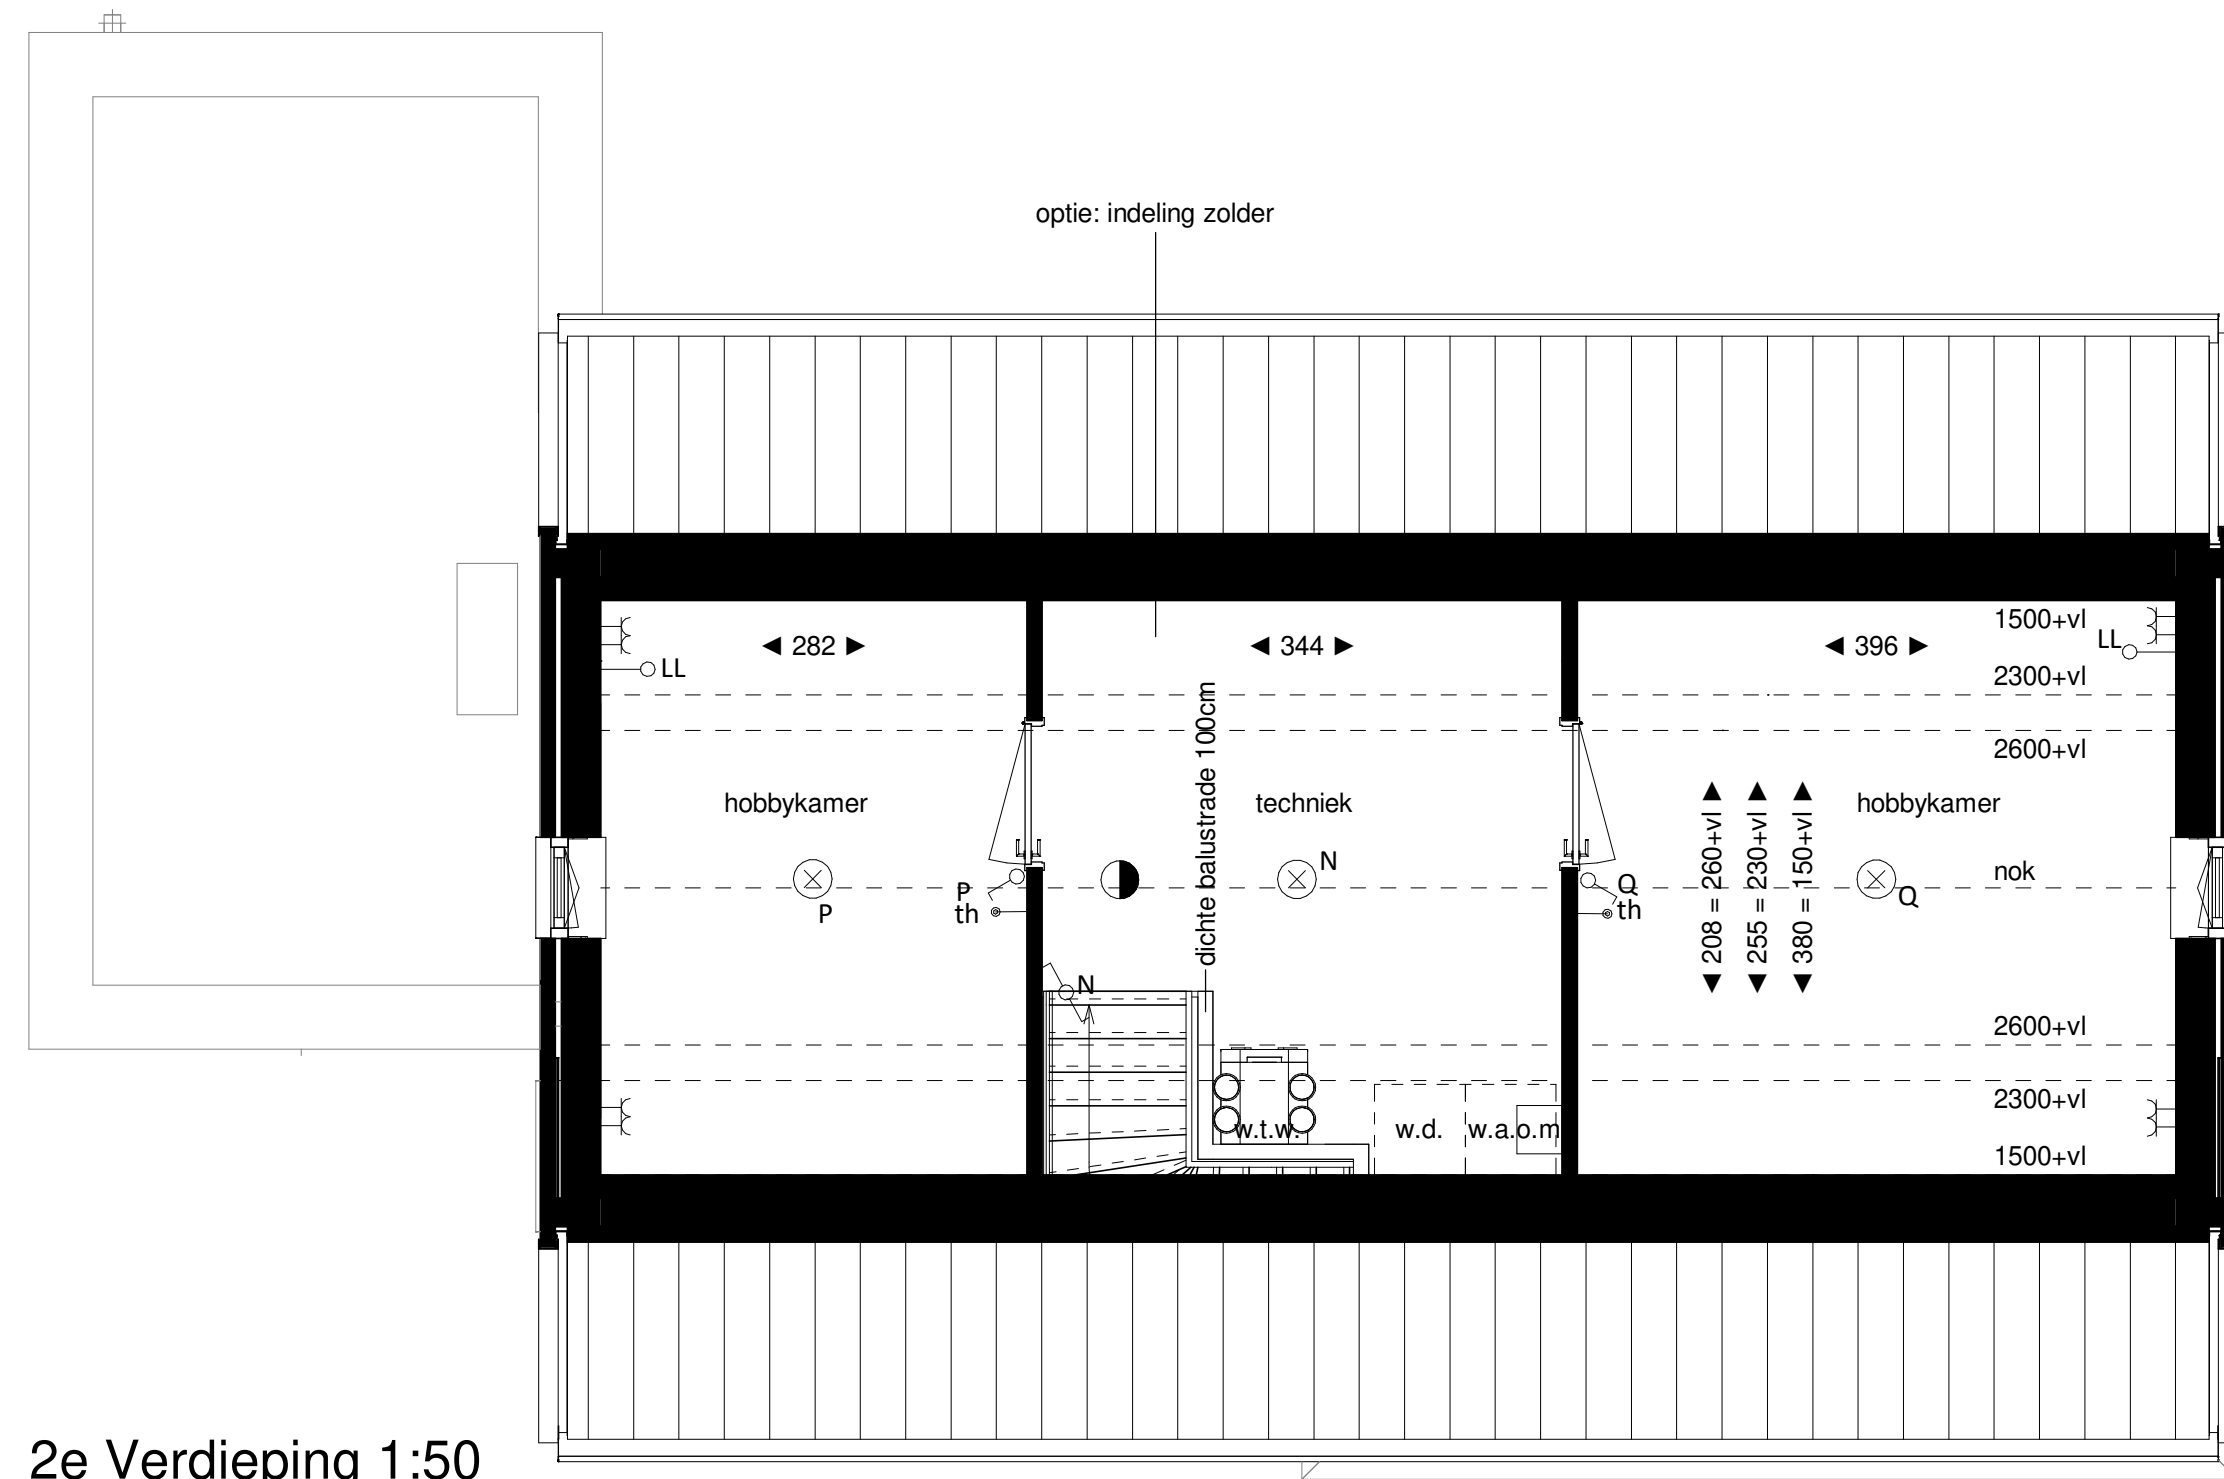 optie: indeling zolder
◄ 282 ►
◄ 344 ►
◄ 396 ►
1500+vl
LL
LL
2300+vl
2600+vl
hobbykamer
techniek
hobbykamer
dichte balustrade 100cm
◄ 208 = 260+vl ►
◄ 255 = 230+vl ►
◄ 380 = 150+vl ►
nok
P
P
th
N
Q
th
Q
N
2600+vl
2300+vl
w.t.w.
w.d.
w.a.
o.m
1500+vl
2e Verdieping 1:50